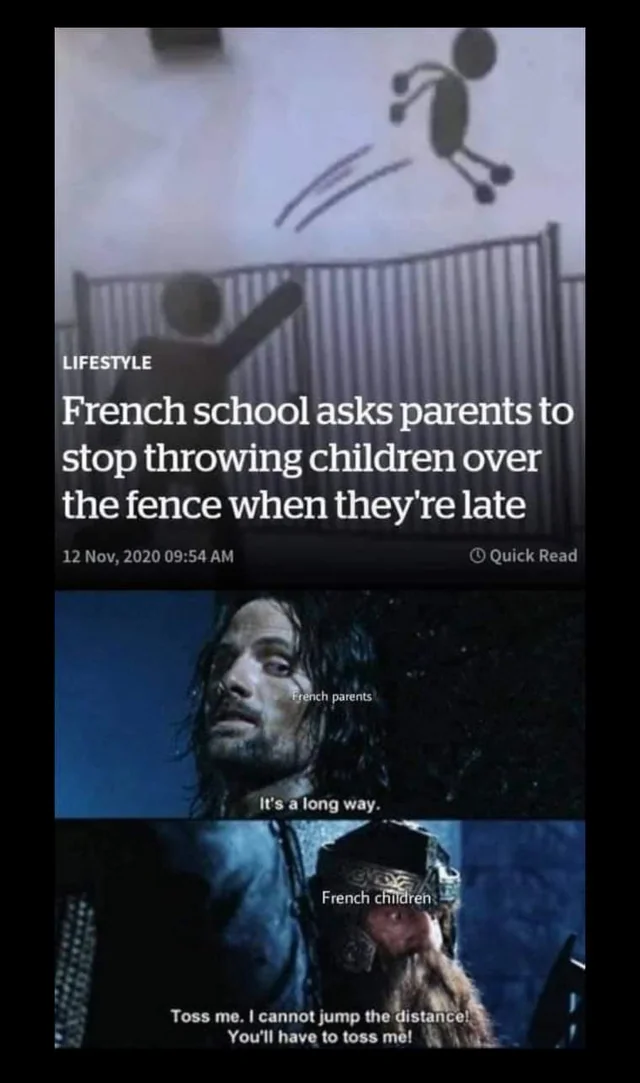 LIFESTYLE
French school asks parents to
stop throwing children over
the fence when they're late
12 Nov, 2020 09:54 AM
Quick Read
French parents
It's a long way.
French children
Toss me. I cannot jump the distance!
You'll have to toss me!